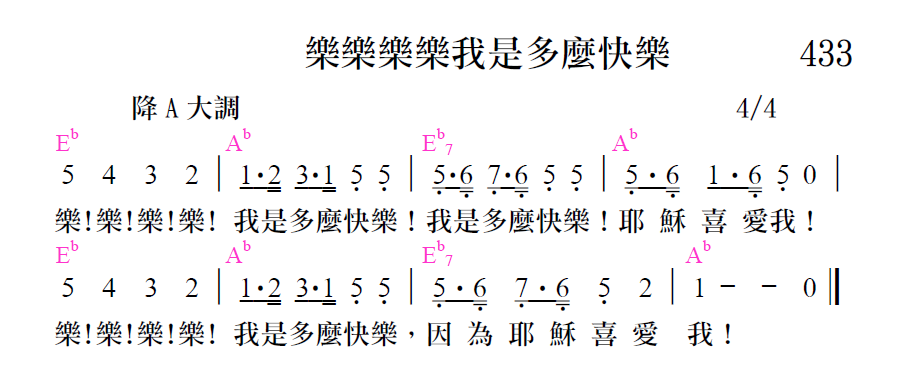 樂樂樂樂我是多麼快樂 433
降 A 大調 4/4
E♭ A♭ E♭7 A♭
5 4 3 2 | 1·2 3·1 5̣ 5̣ | 5̣·6̣ 7̣·6̣ 5̣ 5̣ | 5̣·6̣ 1·6̣ 5̣ 0 |
樂!樂!樂!樂! 我是多麼快樂！我是多麼快樂！耶 穌 喜 愛我！
E♭ A♭ E♭7 A♭
5 4 3 2 | 1·2 3·1 5̣ 5̣ | 5̣·6̣ 7̣·6̣ 5̣ 2 | 1 － － 0 ‖
樂!樂!樂!樂! 我是多麼快樂，因 為 耶 穌 喜 愛 我！